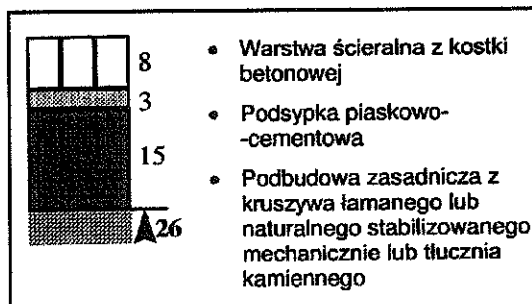 8
3
15
26
• Warstwa ścieralna z kostki
betonowej
• Podsypka piaskowo-
-cementowa
• Podbudowa zasadnicza z
kruszywa łamanego lub
naturalnego stabilizowanego
mechanicznie lub tłucznia
kamiennego